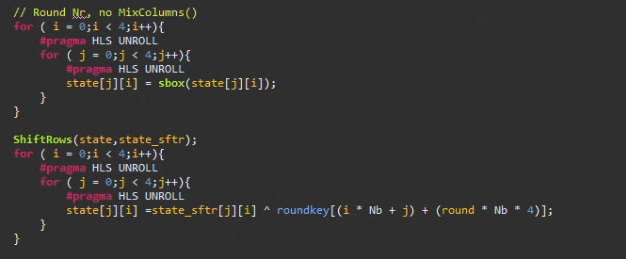 // Round Nr, no MixColumns()
for ( i = 0;i < 4;i++){
#pragma HLS UNROLL
for ( j = 0;j < 4;j++){
#pragma HLS UNROLL
state[j][i] = sbox(state[j][i]);
}
}
ShiftRows(state,state_sftr);
for ( i = 0;i < 4;i++){
#pragma HLS UNROLL
for ( j = 0;j < 4;j++){
#pragma HLS UNROLL
state[j][i] =state_sftr[j][i] ^ roundkey[(i * Nb + j) + (round * Nb * 4)];
}
}